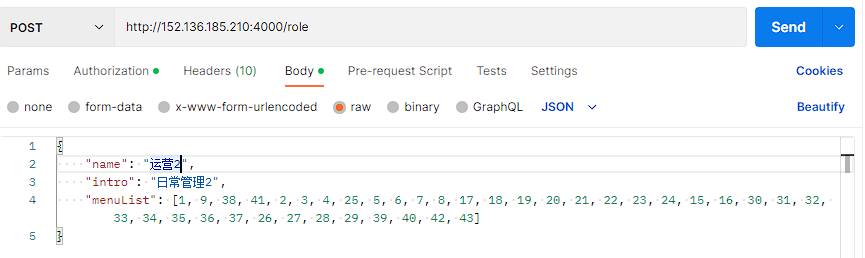 POST http://152.136.185.210:4000/role Send
Params Authorization Headers (10) Body Pre-request Script Tests Settings Cookies
none form-data x-www-form-urlencoded raw binary GraphQL JSON Beautify
1 {
2 "name": "运营2",
3 "intro": "日常管理2",
4 "menuList": [1, 9, 38, 41, 2, 3, 4, 25, 5, 6, 7, 8, 17, 18, 19, 20, 21, 22, 23, 24, 15, 16, 30, 31, 32,
33, 34, 35, 36, 37, 26, 27, 28, 29, 39, 40, 42, 43]
5 }